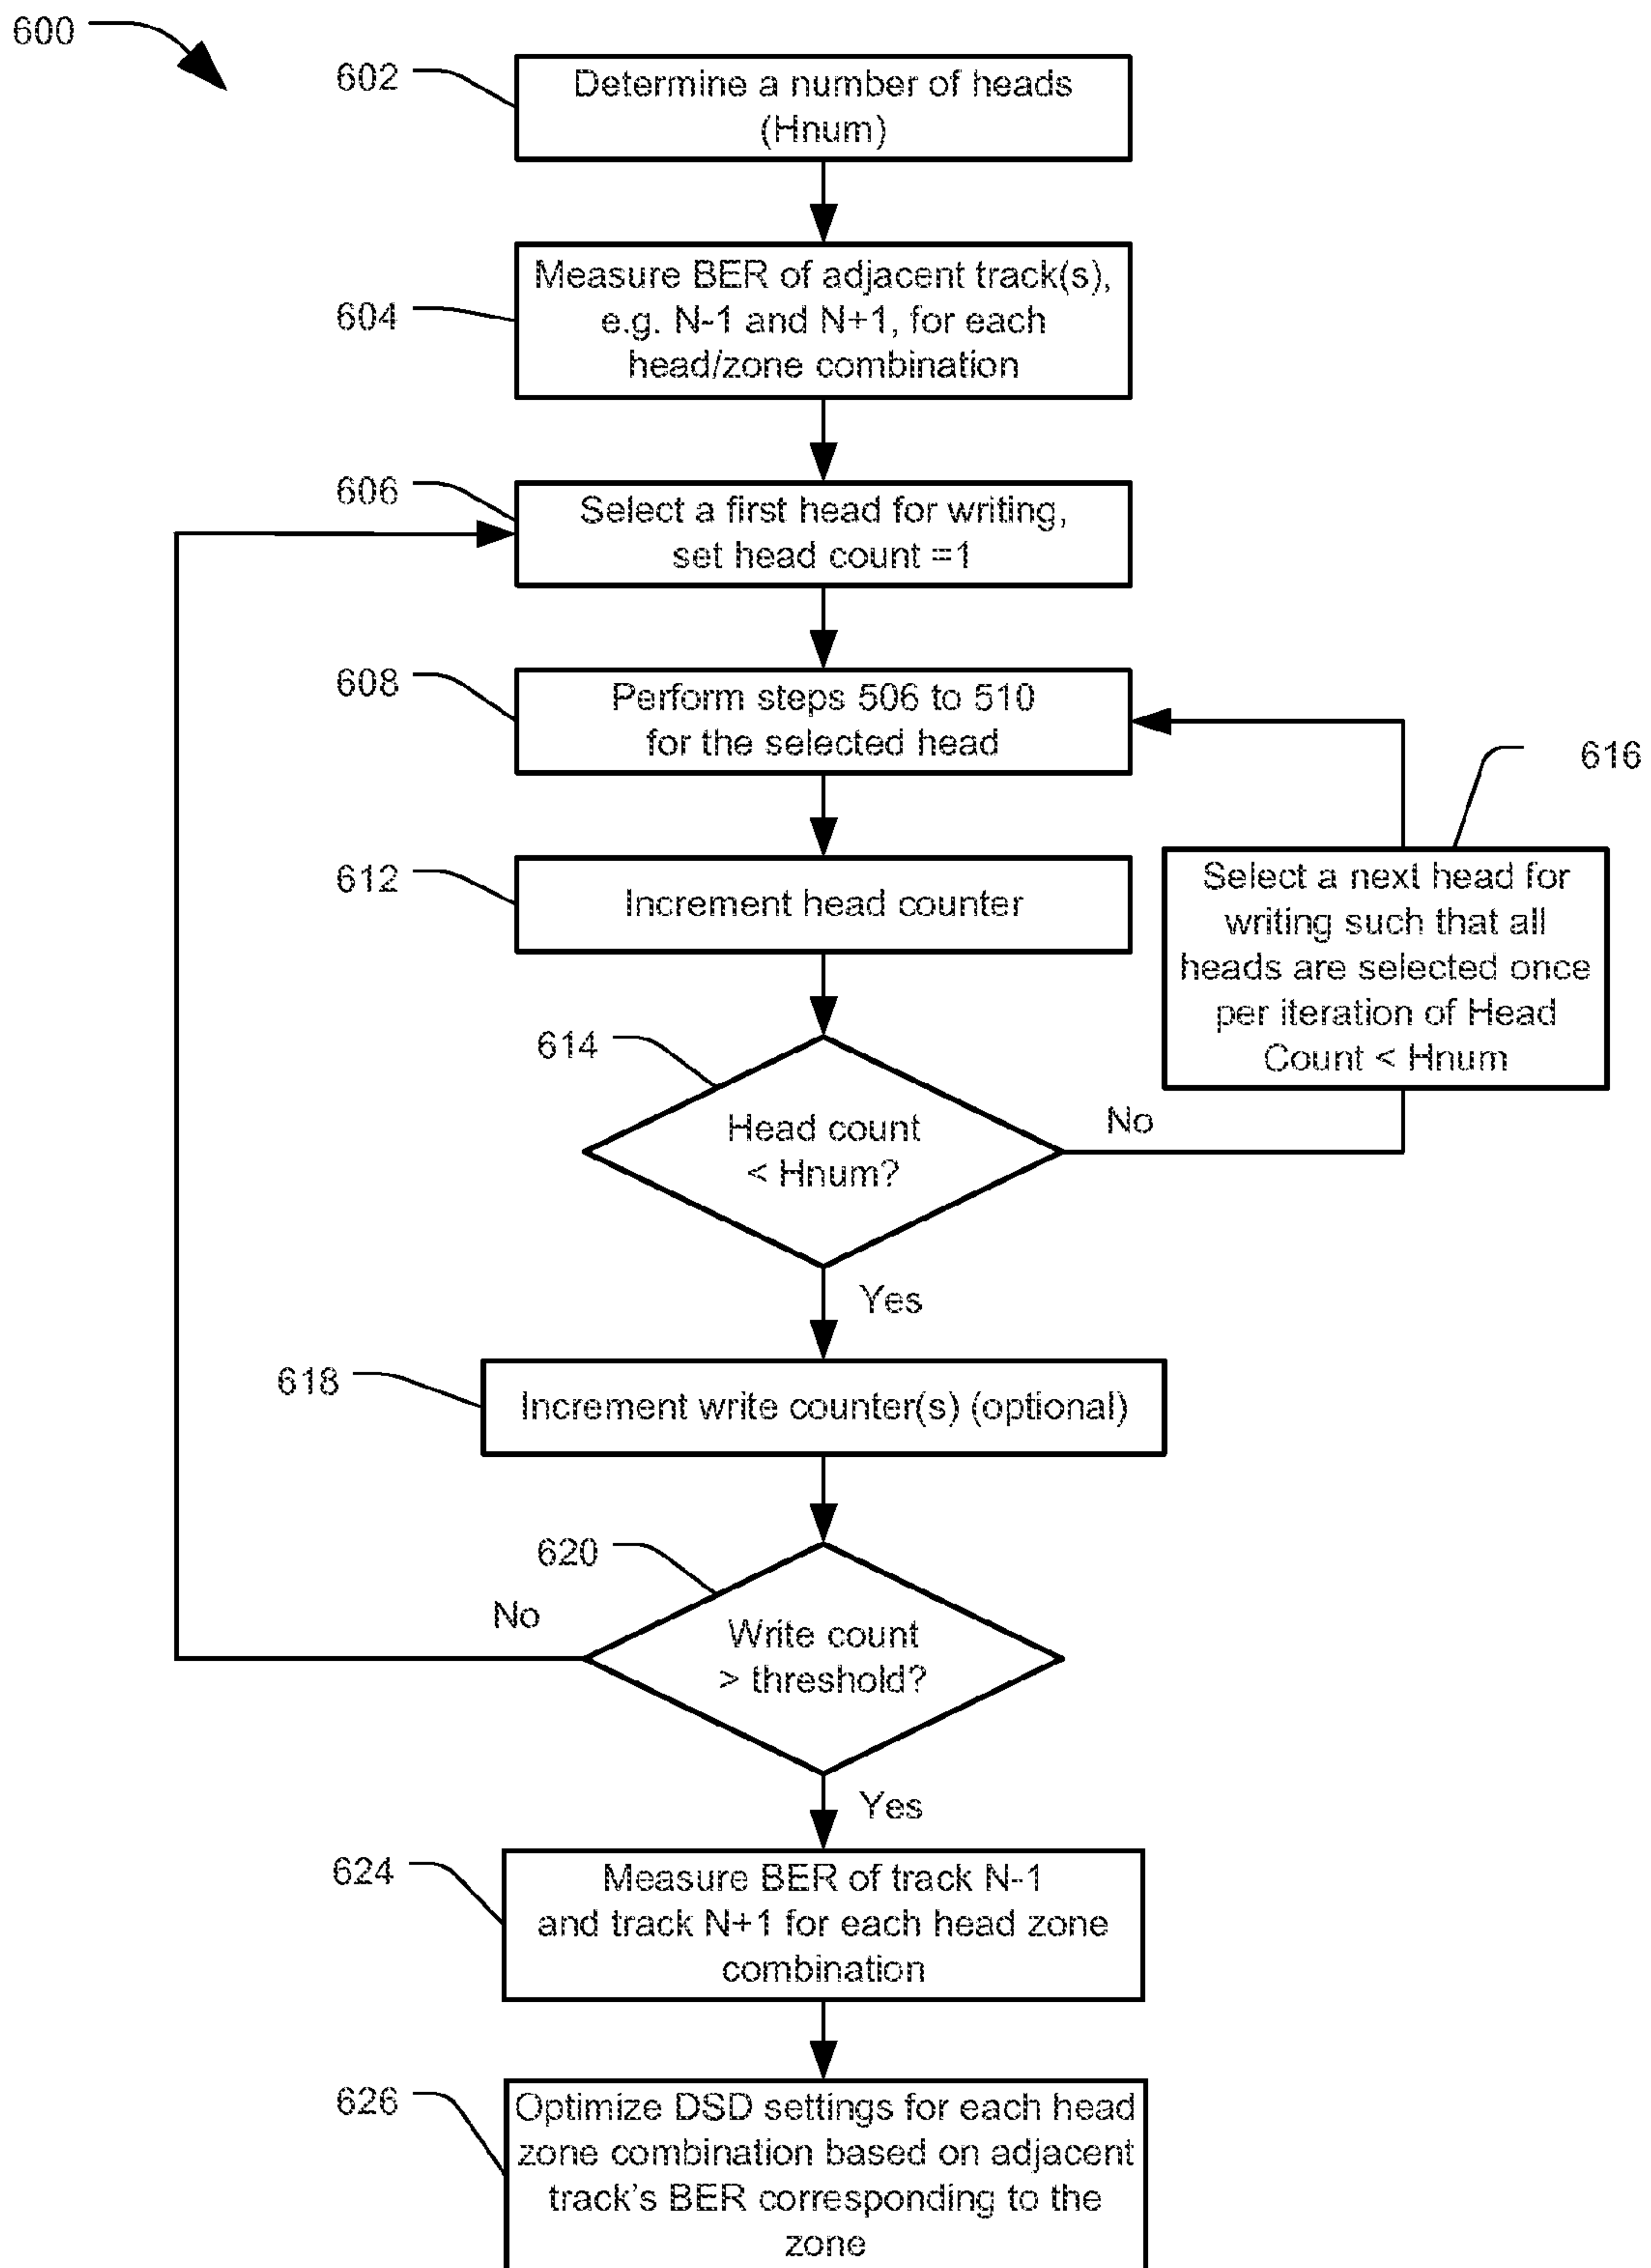 600
602
Determine a number of heads
(Hnum)
604
Measure BER of adjacent track(s),
e.g. N-1 and N+1, for each
head/zone combination
606
Select a first head for writing,
set head count =1
608
Perform steps 506 to 510
for the selected head
616
612
Increment head counter
Select a next head for
writing such that all
heads are selected once
per iteration of Head
Count < Hnum
614
Head count
< Hnum?
No
Yes
618
Increment write counter(s) (optional)
620
No
Write count
> threshold?
Yes
624
Measure BER of track N-1
and track N+1 for each head zone
combination
626
Optimize DSD settings for each head
zone combination based on adjacent
track's BER corresponding to the
zone